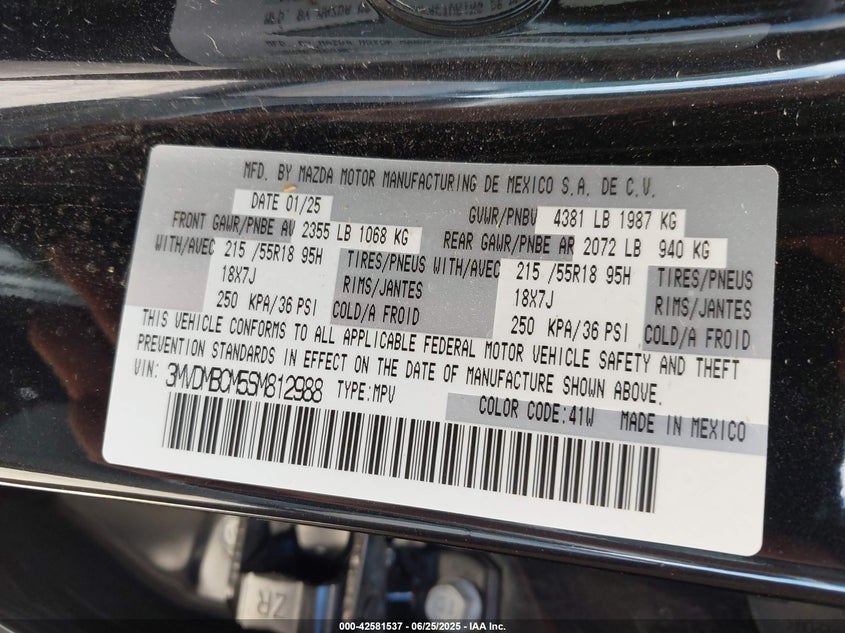 MFD. BY MAZDA MOTOR MANUFACTURING DE MEXICO S.A. DE C.V.
DATE 01/25 GVWR/PNBV 4381 LB 1987 KG
FRONT GAWR/PNBE AV 2355 LB 1068 KG REAR GAWR/PNBE AR 2072 LB 940 KG
WITH/AVEC 215 /55R18 95H TIRES/PNEUS WITH/AVEC 215 /55R18 95H TIRES/PNEUS
18X7J RIMS/JANTES 18X7J RIMS/JANTES
250 KPA/36 PSI COLD/A FROID 250 KPA/36 PSI COLD/A FROID
THIS VEHICLE CONFORMS TO ALL APPLICABLE FEDERAL MOTOR VEHICLE SAFETY AND THEFT
PREVENTION STANDARDS IN EFFECT ON THE DATE OF MANUFACTURE SHOWN ABOVE.
VIN: 3MVDMBCM5SM812988 TYPE:MPV
COLOR CODE:41W MADE IN MEXICO
ZR
000-42581537 - 06/25/2025 - IAA Inc.